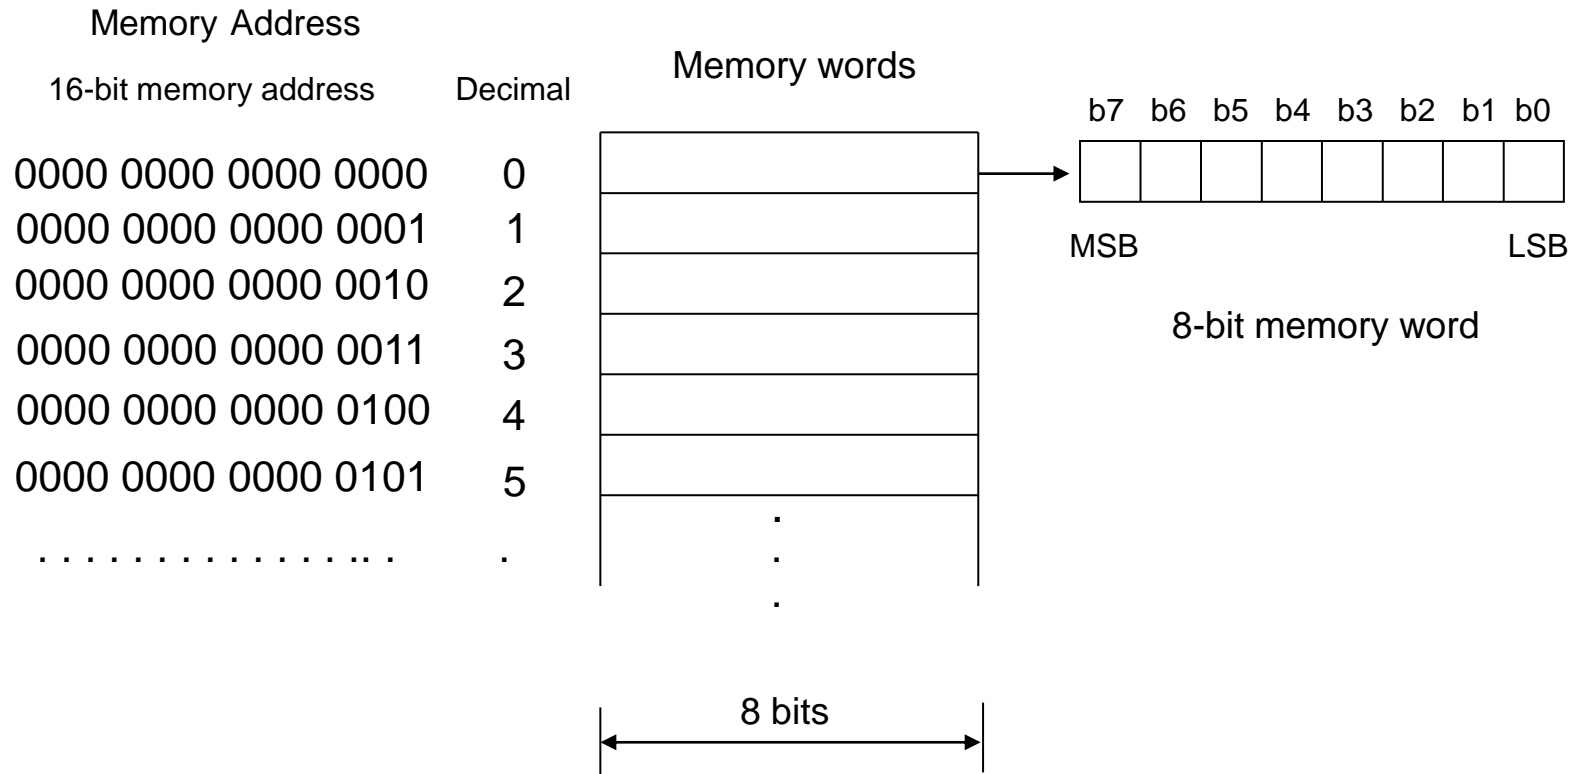 Memory Address
16-bit memory address Decimal
Memory words
b7 b6 b5 b4 b3 b2 b1 b0
0000 0000 0000 0000 0
0000 0000 0000 0001 1
MSB LSB
0000 0000 0000 0010 2
8-bit memory word
0000 0000 0000 0011 3
0000 0000 0000 0100 4
0000 0000 0000 0101 5
. . . . . . . . . . . . . .. . .
.
.
.
8 bits